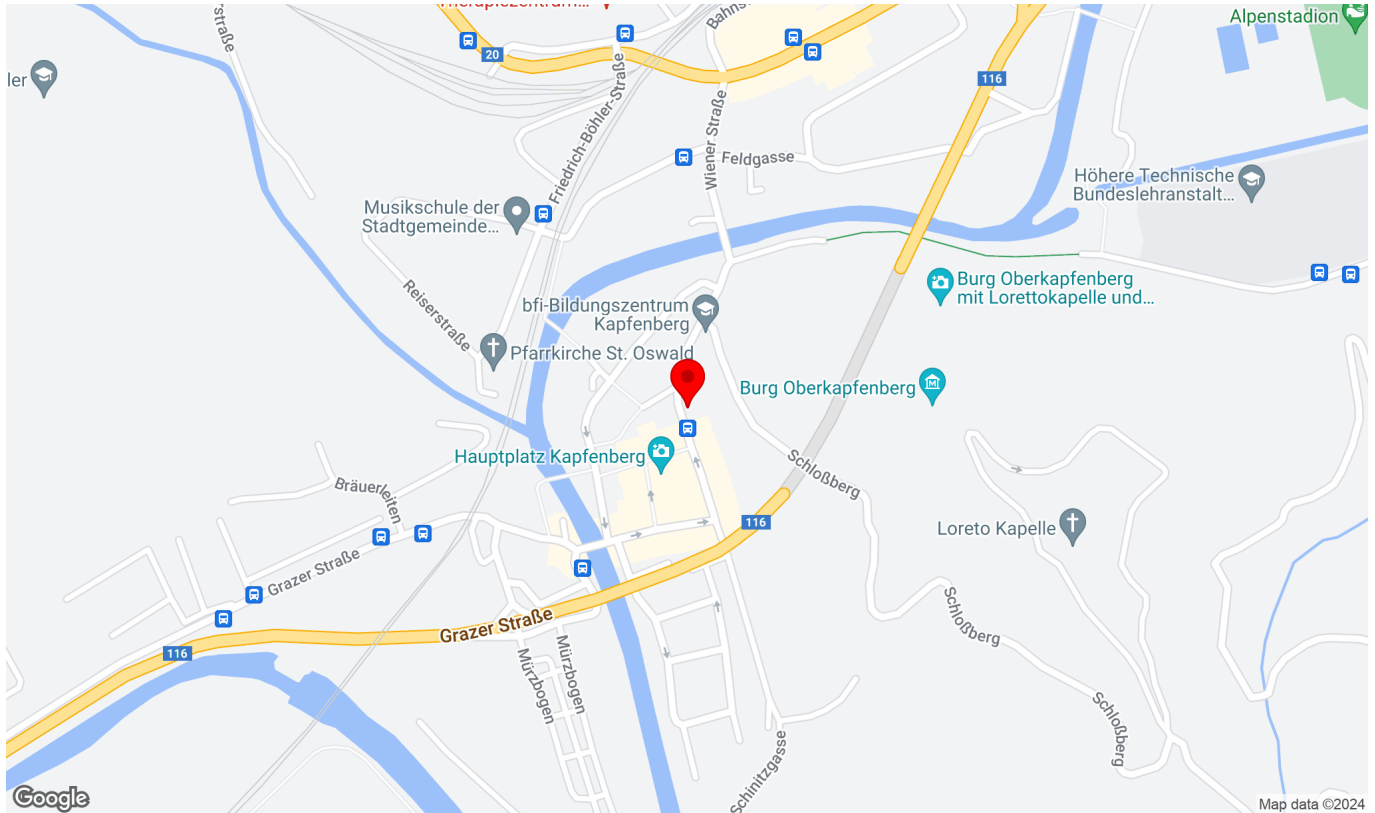 Therapiezentrum...
Bahns
Alpenstadion
20
116
ler
Friedrich-Böhler-Straße
Wiener Straße
Feldgasse
Höhere Technische
Bundeslehranstalt...
Musikschule der
Stadtgemeinde...
Reiserstraße
Burg Oberkapfenberg
mit Lorettokapelle und...
bfi-Bildungszentrum
Kapfenberg
Pfarrkirche St. Oswald
Burg Oberkapfenberg
Hauptplatz Kapfenberg
Schloßberg
Bräuerleiten
116
Loreto Kapelle
Grazer Straße
Schloßberg
Grazer Straße
116
Mürzbogen
Mürzbogen
Schloßberg
Schinitzgasse
Google
Map data ©2024